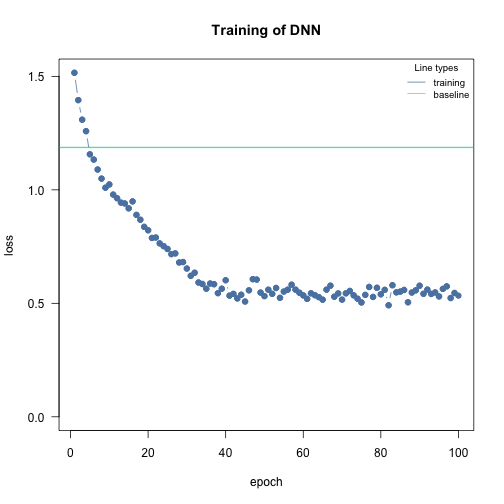 Training of DNN
Line types
training
baseline
1.5
1.0
0.5
0.0
loss
0 20 40 60 80 100
epoch